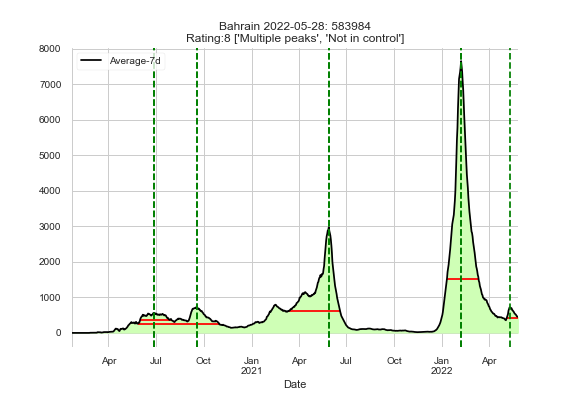 Bahrain 2022-05-28: 583984
Rating:8 ['Multiple peaks', 'Not in control']
Average-7d
8000
7000
6000
5000
4000
3000
2000
1000
0
Apr Jul Oct Jan Apr Jul Oct Jan Apr
2021 2022
Date